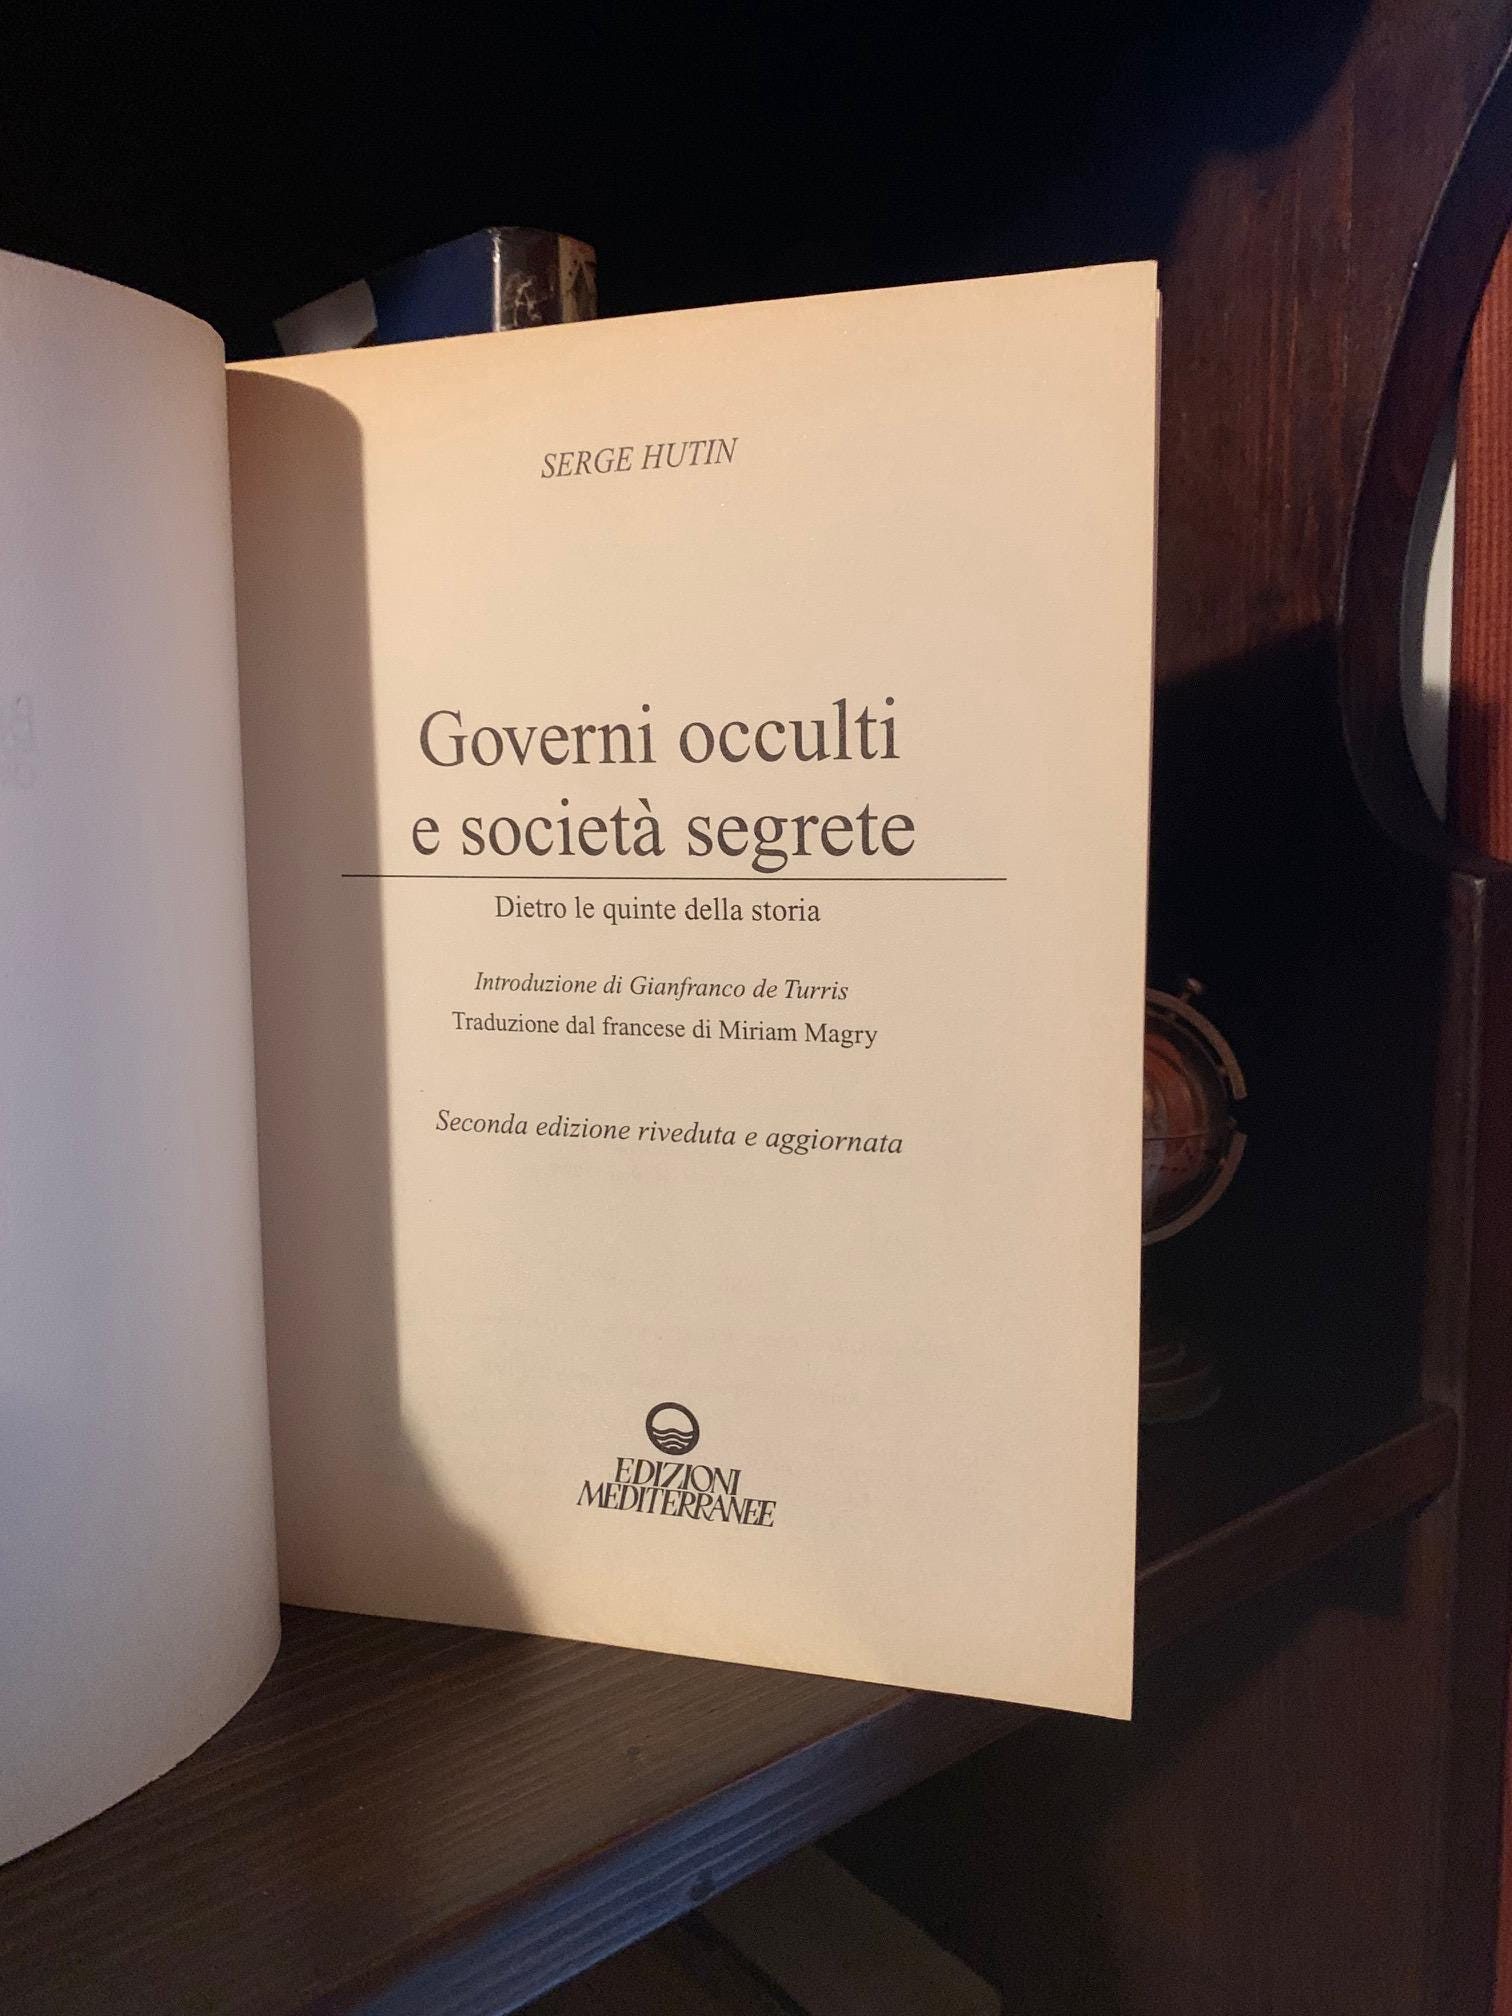 SERGE HUTIN
Governi occulti
e società segrete
Dietro le quinte della storia
Introduzione di Gianfranco de Turris
Traduzione dal francese di Miriam Magry
Seconda edizione riveduta e aggiornata
EDIZIONI
MEDITERRANEE